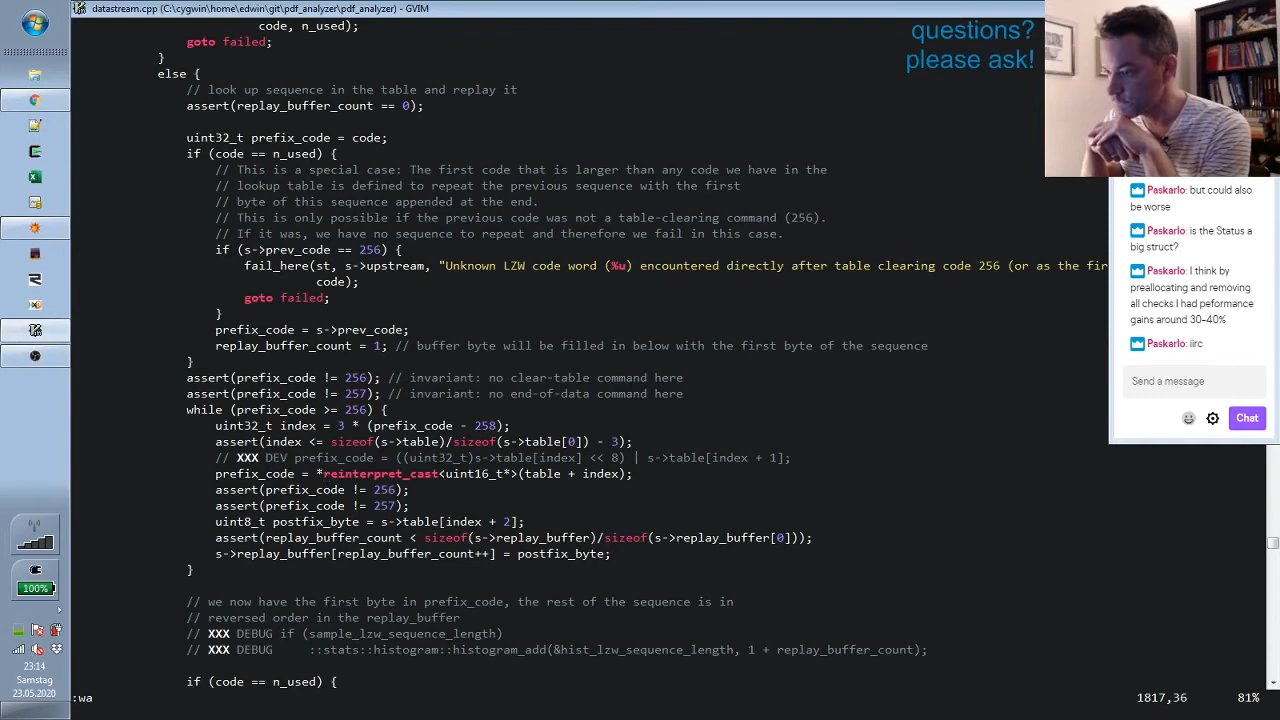 datastream.cpp (C:\cygwin\home\edwin\git\pdf_analyzer\pdf_analyzer) - GVIM
code, n_used);
goto failed;
}
else {
// look up sequence in the table and replay it
assert(replay_buffer_count == 0);
uint32_t prefix_code = code;
if (code == n_used) {
// This is a special case: The first code that is larger than any code we have in the
// lookup table is defined to repeat the previous sequence with the first
// byte of this sequence appended at the end.
// This is only possible if the previous code was not a table-clearing command (256).
// If it was, we have no sequence to repeat and therefore we fail in this case.
if (s->prev_code == 256) {
fail_here(st, s->upstream, "Unknown LZW code word (%u) encountered directly after table clearing code 256 (or as the fir
code);
goto failed;
}
prefix_code = s->prev_code;
replay_buffer_count = 1; // buffer byte will be filled in below with the first byte of the sequence
}
assert(prefix_code != 256); // invariant: no clear-table command here
assert(prefix_code != 257); // invariant: no end-of-data command here
while (prefix_code >= 256) {
uint32_t index = 3 * (prefix_code - 258);
assert(index <= sizeof(s->table)/sizeof(s->table[0]) - 3);
// XXX DEV prefix_code = ((uint32_t)s->table[index] << 8) | s->table[index + 1];
prefix_code = *reinterpret_cast<uint16_t*>(table + index);
assert(prefix_code != 256);
assert(prefix_code != 257);
uint8_t postfix_byte = s->table[index + 2];
assert(replay_buffer_count < sizeof(s->replay_buffer)/sizeof(s->replay_buffer[0]));
s->replay_buffer[replay_buffer_count++] = postfix_byte;
}
// we now have the first byte in prefix_code, the rest of the sequence is in
// reversed order in the replay_buffer
// XXX DEBUG if (sample_lzw_sequence_length)
// XXX DEBUG    ::stats::histogram::histogram_add(&hist_lzw_sequence_length, 1 + replay_buffer_count);
if (code == n_used) {
:wa
1817,36
81%
questions?
please ask!
Paskarlo: but could also
be worse
Paskarlo: is the Status a
big struct?
Paskarlo: I think by
preallocating and removing
all checks I had peformance
gains around 30-40%
Paskarlo: iirc
Send a message
Chat
100%
23:14
Samstag
23.05.2020